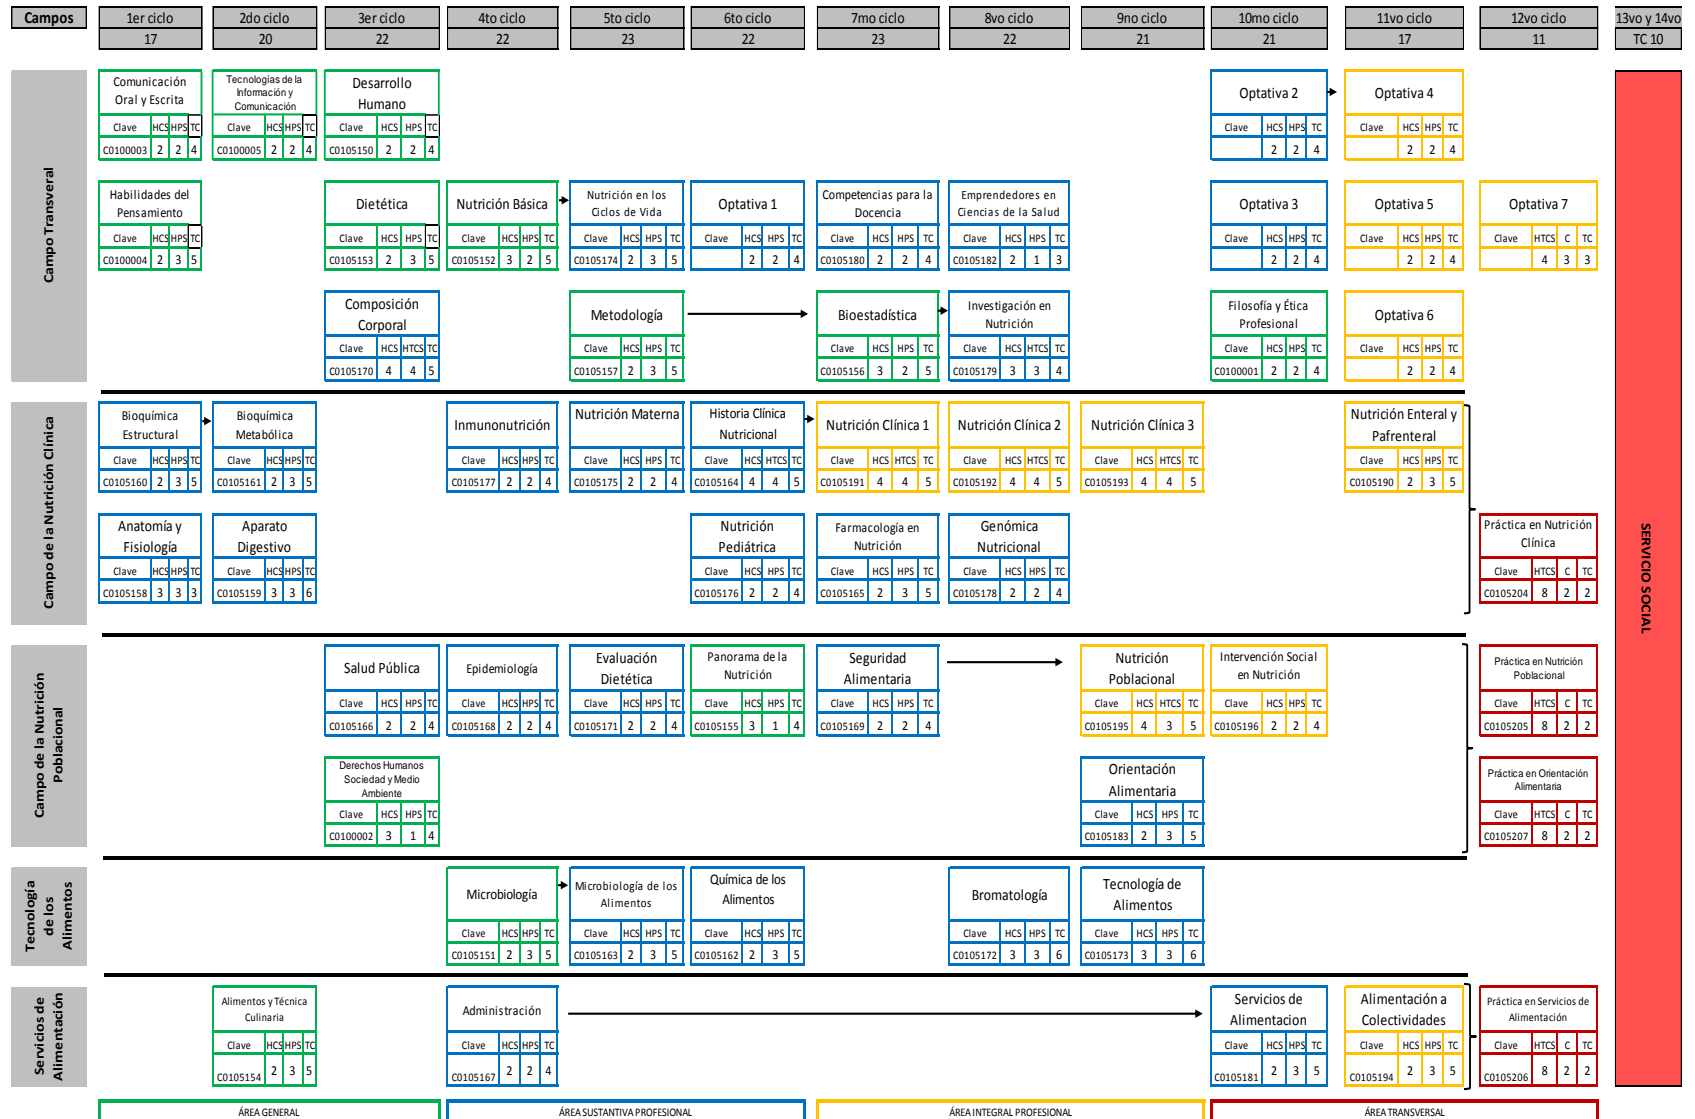 Campos 1er ciclo 2do ciclo 3er ciclo 4to ciclo 5to ciclo 6to ciclo 7mo ciclo 8vo ciclo 9no ciclo 10mo ciclo 11vo ciclo 12vo ciclo 13vo y 14vo
17 20 22 22 23 22 23 22 21 21 17 11 TC 10
Campo Transveral
Comunicación Oral y Escrita
Clave HCS HPS TC
C0100003 2 2 4
Tecnologías de la Información y Comunicación
Clave HCS HPS TC
C0100005 2 2 4
Desarrollo Humano
Clave HCS HPS TC
C0105150 2 2 4
Optativa 2
Clave HCS HPS TC
2 2 4
Optativa 4
Clave HCS HPS TC
2 2 4
Habilidades del Pensamiento
Clave HCS HPS TC
C0100004 2 3 5
Dietética
Clave HCS HPS TC
C0105153 2 3 5
Nutrición Básica
Clave HCS HPS TC
C0105152 3 2 5
Nutrición en los Ciclos de Vida
Clave HCS HPS TC
C0105174 2 3 5
Optativa 1
Clave HCS HPS TC
2 2 4
Competencias para la Docencia
Clave HCS HPS TC
C0105180 2 2 4
Emprendedores en Ciencias de la Salud
Clave HCS HPS TC
C0105182 2 1 3
Optativa 3
Clave HCS HPS TC
2 2 4
Optativa 5
Clave HCS HPS TC
2 2 4
Optativa 7
Clave HTCS C TC
4 3 3
Composición Corporal
Clave HCS HTCS TC
C0105170 4 4 5
Metodología
Clave HCS HPS TC
C0105157 2 3 5
Bioestadística
Clave HCS HPS TC
C0105156 3 2 5
Investigación en Nutrición
Clave HCS HTCS TC
C0105179 3 3 4
Filosofía y Ética Profesional
Clave HCS HPS TC
C0100001 2 2 4
Optativa 6
Clave HCS HPS TC
2 2 4
Campo de la Nutrición Clínica
Bioquímica Estructural
Clave HCS HPS TC
C0105160 2 3 5
Bioquímica Metabólica
Clave HCS HPS TC
C0105161 2 3 5
Inmunonutrición
Clave HCS HPS TC
C0105177 2 2 4
Nutrición Materna
Clave HCS HPS TC
C0105175 2 2 4
Historia Clínica Nutricional
Clave HCS HTCS TC
C0105164 4 4 5
Nutrición Clínica 1
Clave HCS HTCS TC
C0105191 4 4 5
Nutrición Clínica 2
Clave HCS HTCS TC
C0105192 4 4 5
Nutrición Clínica 3
Clave HCS HTCS TC
C0105193 4 4 5
Nutrición Enteral y Pafrenteral
Clave HCS HPS TC
C0105190 2 3 5
Anatomía y Fisiología
Clave HCS HPS TC
C0105158 3 3 3
Aparato Digestivo
Clave HCS HPS TC
C0105159 3 3 6
Nutrición Pediátrica
Clave HCS HPS TC
C0105176 2 2 4
Farmacología en Nutrición
Clave HCS HPS TC
C0105165 2 3 5
Genómica Nutricional
Clave HCS HPS TC
C0105178 2 2 4
Práctica en Nutrición Clínica
Clave HTCS C TC
C0105204 8 2 2
Campo de la Nutrición Poblacional
Salud Pública
Clave HCS HPS TC
C0105166 2 2 4
Epidemiología
Clave HCS HPS TC
C0105168 2 2 4
Evaluación Dietética
Clave HCS HPS TC
C0105171 2 2 4
Panorama de la Nutrición
Clave HCS HPS TC
C0105155 3 1 4
Seguridad Alimentaria
Clave HCS HPS TC
C0105169 2 2 4
Nutrición Poblacional
Clave HCS HTCS TC
C0105195 4 3 5
Intervención Social en Nutrición
Clave HCS HPS TC
C0105196 2 2 4
Práctica en Nutrición Poblacional
Clave HTCS C TC
C0105205 8 2 2
Derechos Humanos Sociedad y Medio Ambiente
Clave HCS HPS TC
C0100002 3 1 4
Orientación Alimentaria
Clave HCS HPS TC
C0105183 2 3 5
Práctica en Orientación Alimentaria
Clave HTCS C TC
C0105207 8 2 2
Tecnología de los Alimentos
Microbiología
Clave HCS HPS TC
C0105151 2 3 5
Microbiología de los Alimentos
Clave HCS HPS TC
C0105163 2 3 5
Química de los Alimentos
Clave HCS HPS TC
C0105162 2 3 5
Bromatología
Clave HCS HPS TC
C0105172 3 3 6
Tecnología de Alimentos
Clave HCS HPS TC
C0105173 3 3 6
Servicios de Alimentación
Alimentos y Técnica Culinaria
Clave HCS HPS TC
C0105154 2 3 5
Administración
Clave HCS HPS TC
C0105167 2 2 4
Servicios de Alimentacion
Clave HCS HPS TC
C0105181 2 3 5
Alimentación a Colectividades
Clave HCS HPS TC
C0105194 2 3 5
Práctica en Servicios de Alimentación
Clave HTCS C TC
C0105206 8 2 2
SERVICIO SOCIAL
ÁREA GENERAL ÁREA SUSTANTIVA PROFESIONAL ÁREA INTEGRAL PROFESIONAL ÁREA TRANSVERSAL